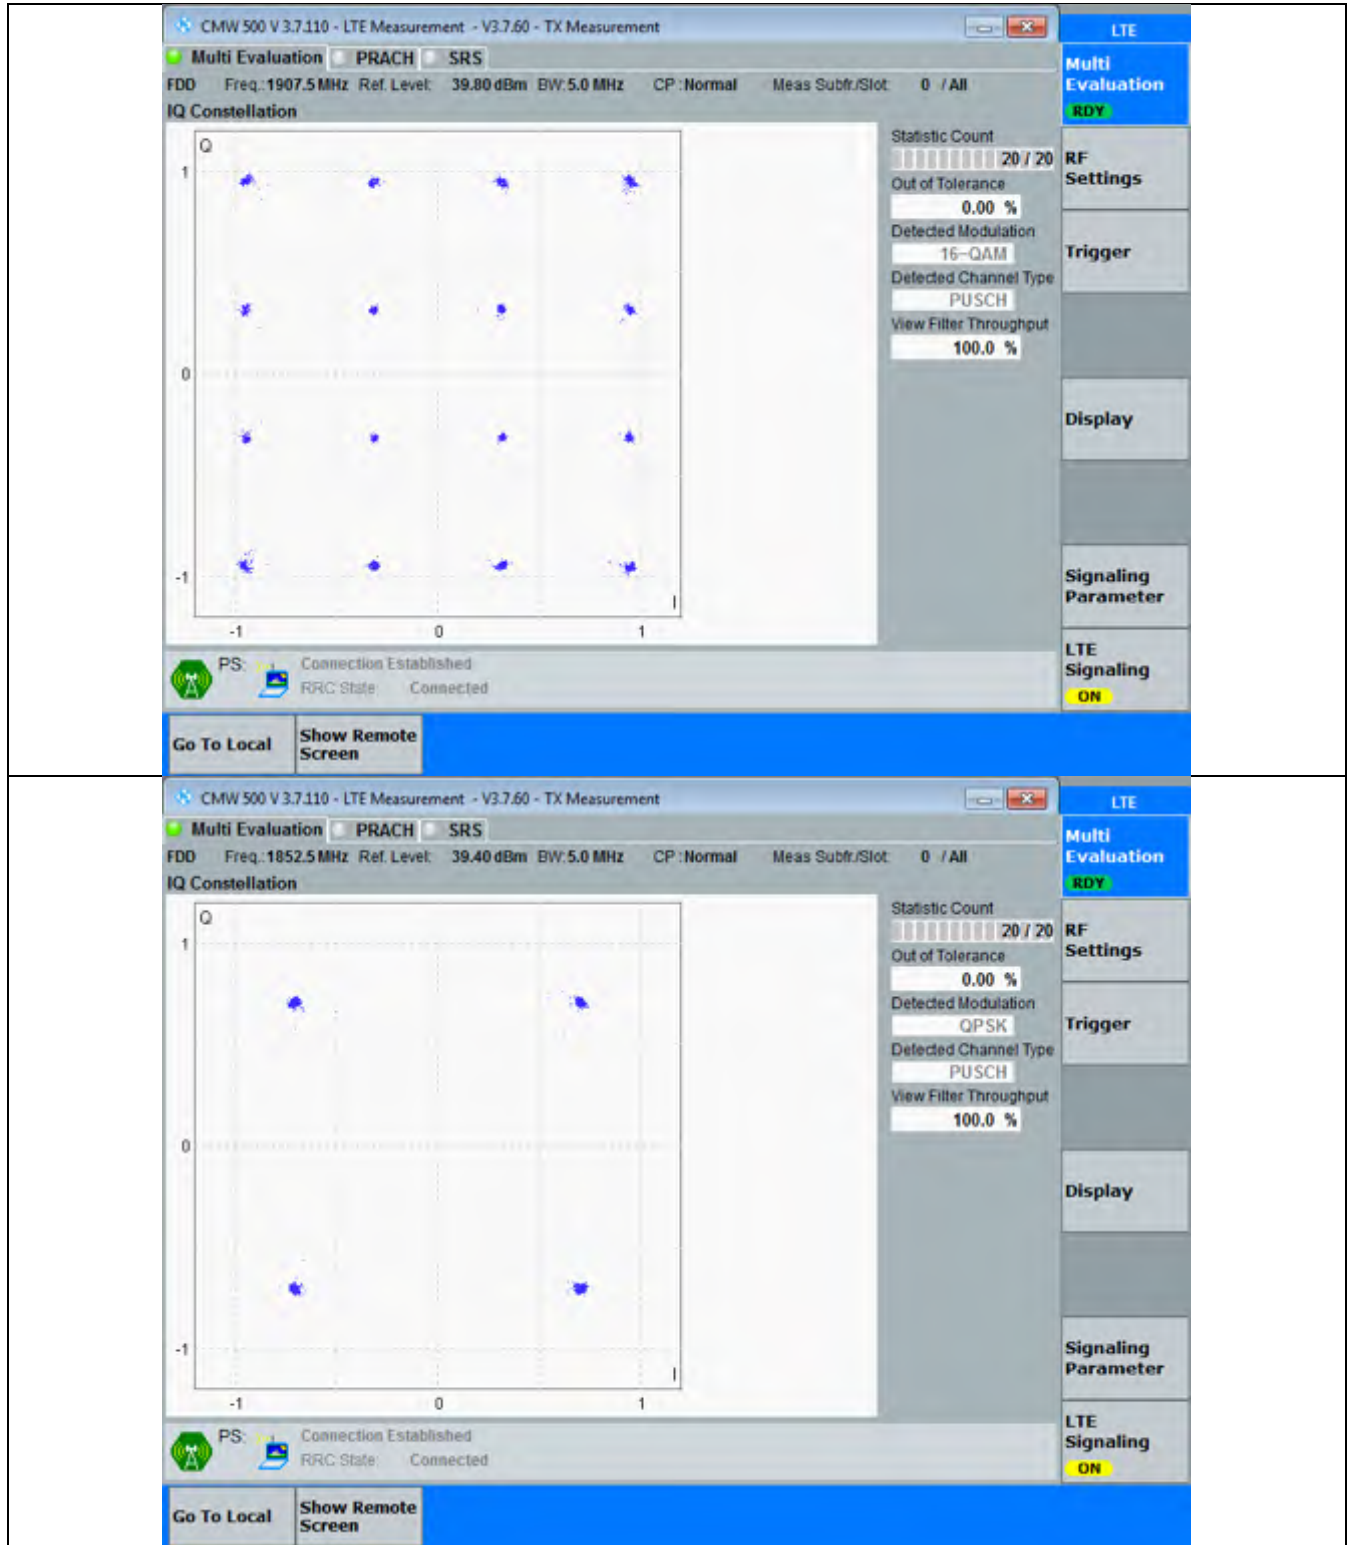 CMW 500 V 3.7.110 - LTE Measurement - V3.7.60 - TX Measurement
LTE
Multi Evaluation PRACH SRS
Multi
Evaluation
RDY
FDD Freq.:1907.5 MHz Ref. Level: 39.80 dBm BW:5.0 MHz CP :Normal Meas Subfr./Slot: 0 / All
IQ Constellation
Q
1
0
-1
-1 0 1
I
Statistic Count
20 / 20
Out of Tolerance
0.00 %
Detected Modulation
16-QAM
Detected Channel Type
PUSCH
View Filter Throughput
100.0 %
RF
Settings
Trigger
Display
Signaling
Parameter
LTE
Signaling
ON
PS: Connection Established
RRC State Connected
Go To Local
Show Remote
Screen
CMW 500 V 3.7.110 - LTE Measurement - V3.7.60 - TX Measurement
LTE
Multi Evaluation PRACH SRS
Multi
Evaluation
RDY
FDD Freq.:1852.5 MHz Ref. Level: 39.40 dBm BW:5.0 MHz CP :Normal Meas Subfr./Slot: 0 / All
IQ Constellation
Q
1
0
-1
-1 0 1
I
Statistic Count
20 / 20
Out of Tolerance
0.00 %
Detected Modulation
QPSK
Detected Channel Type
PUSCH
View Filter Throughput
100.0 %
RF
Settings
Trigger
Display
Signaling
Parameter
LTE
Signaling
ON
PS: Connection Established
RRC State Connected
Go To Local
Show Remote
Screen